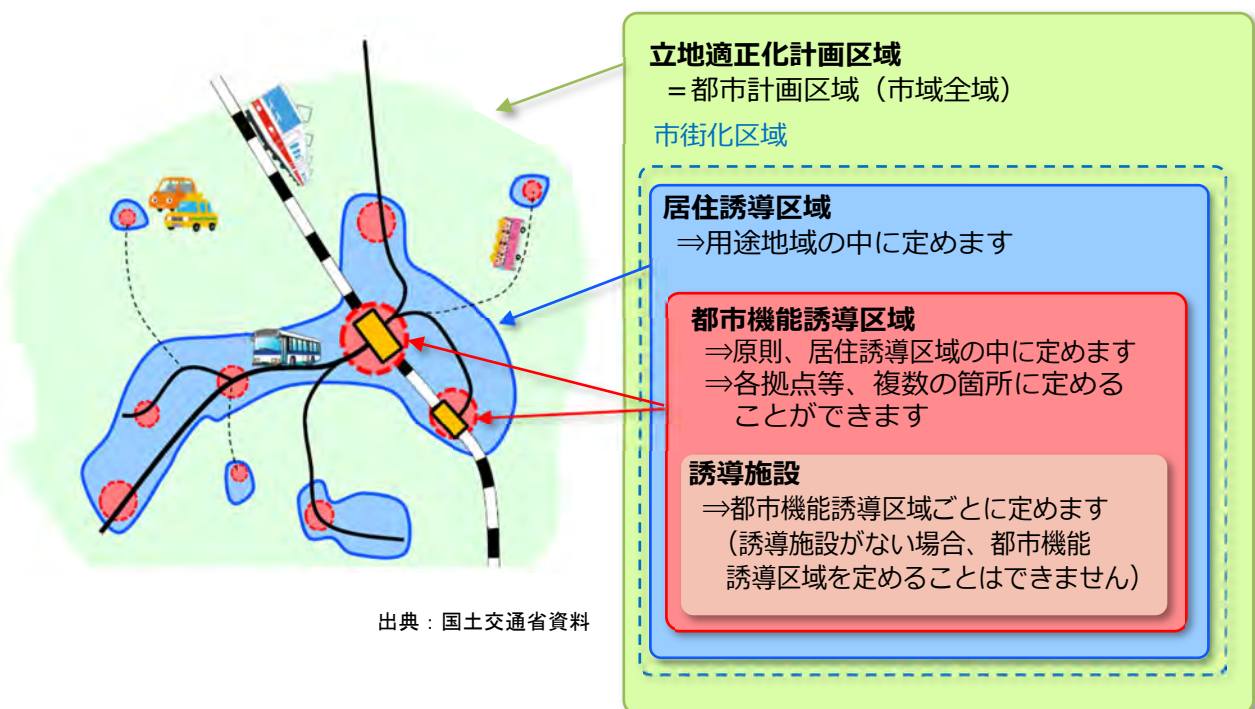 立地適正化計画区域
＝都市計画区域（市域全域）
市街化区域
居住誘導区域
⇒用途地域の中に定めます
都市機能誘導区域
⇒原則、居住誘導区域の中に定めます
⇒各拠点等、複数の箇所に定める
ことができます
誘導施設
⇒都市機能誘導区域ごとに定めます
（誘導施設がない場合、都市機能
誘導区域を定めることはできません）
出典：国土交通省資料